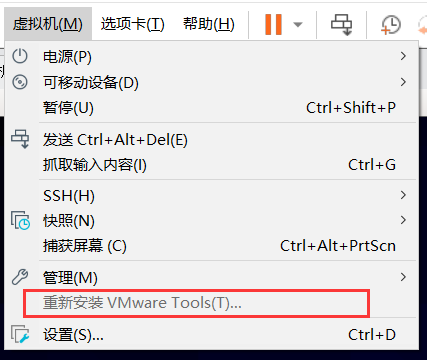 虚拟机(M) 选项卡(T) 帮助(H)
电源(P)
可移动设备(D)
暂停(U) Ctrl+Shift+P
发送 Ctrl+Alt+Del(E)
抓取输入内容(I) Ctrl+G
SSH(H)
快照(N)
捕获屏幕 (C) Ctrl+Alt+PrtScn
管理(M)
重新安装 VMware Tools(T)...
设置(S)... Ctrl+D